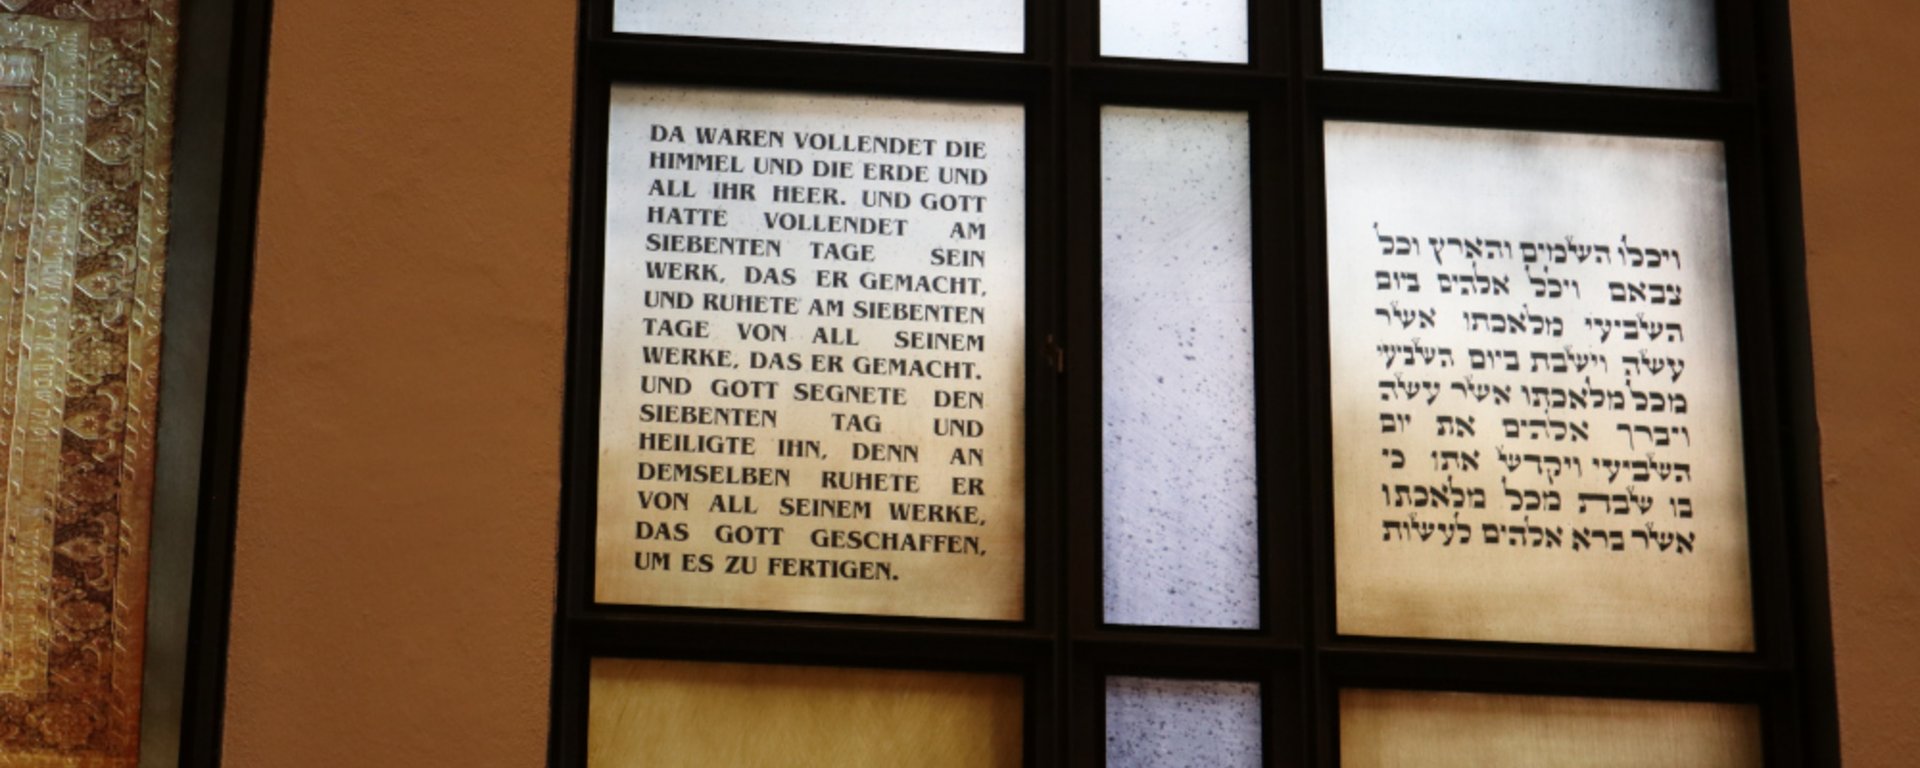 DA WAREN VOLLENDET DIE
HIMMEL UND DIE ERDE UND
ALL IHR HEER. UND GOTT
HATTE VOLLENDET AM
SIEBENTEN TAGE SEIN
WERK, DAS ER GEMACHT,
UND RUHETE AM SIEBENTEN
TAGE VON ALL SEINEM
WERKE, DAS ER GEMACHT.
UND GOTT SEGNETE DEN
SIEBENTEN TAG UND
HEILIGTE IHN, DENN AN
DEMSELBEN RUHETE ER
VON ALL SEINEM WERKE,
DAS GOTT GESCHAFFEN,
UM ES ZU FERTIGEN.
ויכלו השמים והארץ וכל
צבאם ויכל אלהים ביום
השביעי מלאכתו אשר
עשה וישבת ביום השביעי
מכל מלאכתו אשר עשה
ויברך אלהים את יום
השביעי ויקדש אתו כי
בו שבת מכל מלאכתו
אשר ברא אלהים לעשות